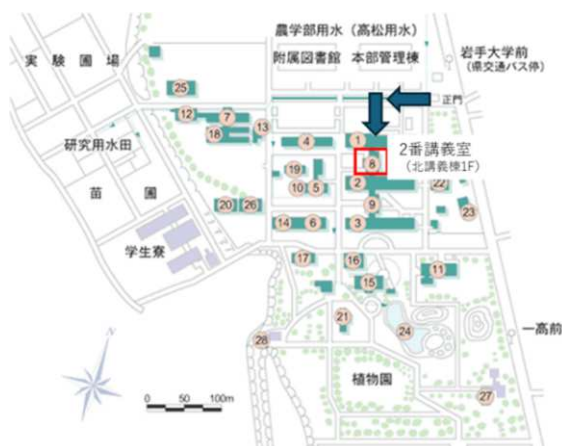 農学部用水（高松用水）
附属図書館
本部管理棟
岩手大学前
（県交通バス停）
正門
実験圃場
研究用水田
苗圃
学生寮
25
12
7
18
13
4
1
2番講義室
（北講義棟1F）
8
19
10
5
2
22
20
26
9
23
14
6
3
17
16
11
15
21
24
28
一高前
植物園
27
N
0
50
100m